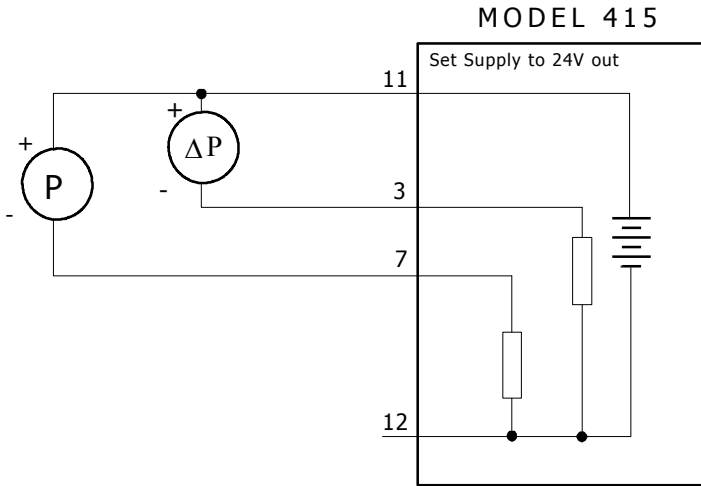 MODEL 415
Set Supply to 24V out
11
+
ΔP
-
+
P
-
3
7
12